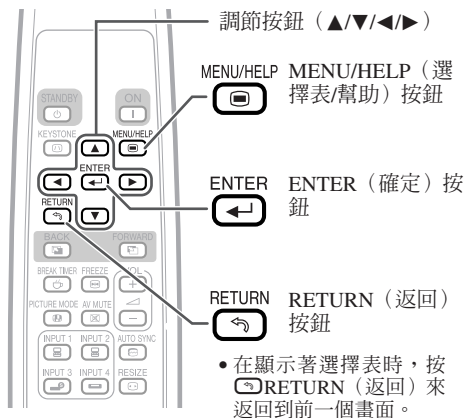 調節按鈕（▲/▼/◀/▶）
MENU/HELP
MENU/HELP（選
擇表/幫助）按鈕
ENTER
ENTER（確定）按
鈕
RETURN
RETURN（返回）
按鈕
• 在顯示著選擇表時，按
RETURN（返回）來
返回到前一個畫面。
STANDBY
ON
KEYSTONE
MENU/HELP
ENTER
RETURN
BACK
FORWARD
BREAK TIMER
FREEZE
VOL
PICTURE MODE
AV MUTE
INPUT 1
INPUT 2
AUTO SYNC
INPUT 3
INPUT 4
RESIZE